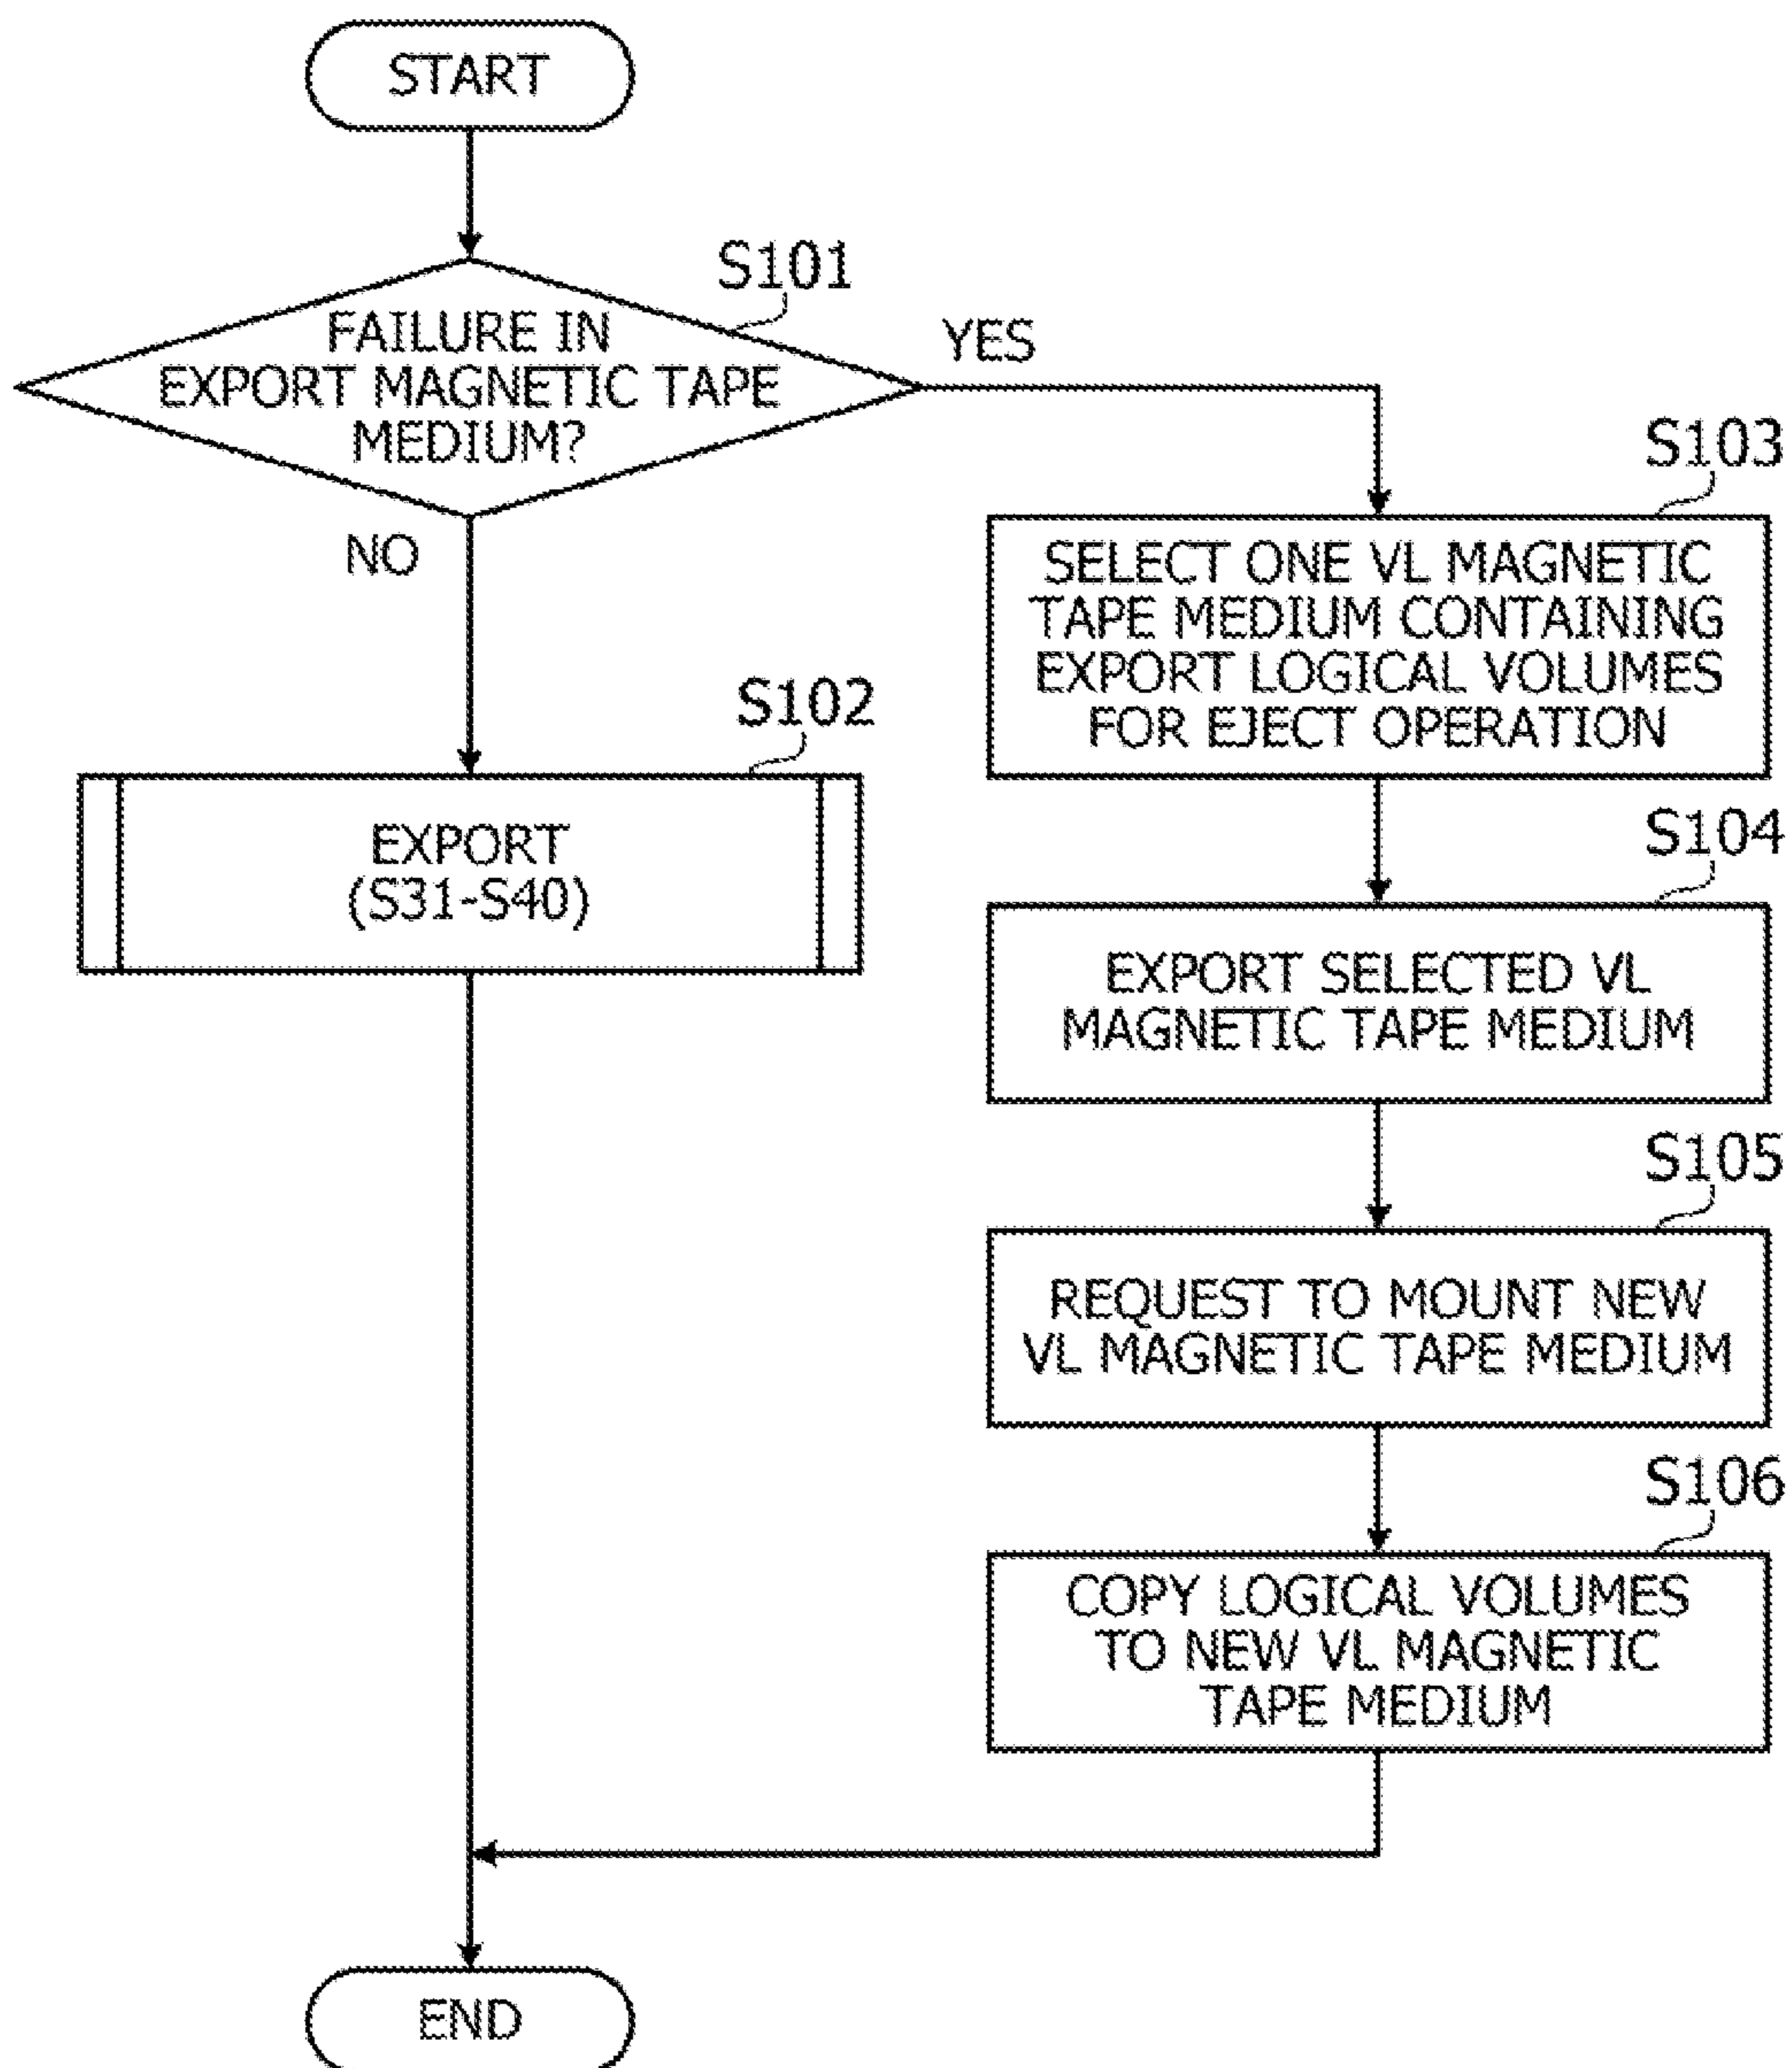 START
S101
FAILURE IN
EXPORT MAGNETIC TAPE
MEDIUM?
YES
NO
S102
EXPORT
(S31-S40)
S103
SELECT ONE VL MAGNETIC
TAPE MEDIUM CONTAINING
EXPORT LOGICAL VOLUMES
FOR EJECT OPERATION
S104
EXPORT SELECTED VL
MAGNETIC TAPE MEDIUM
S105
REQUEST TO MOUNT NEW
VL MAGNETIC TAPE MEDIUM
S106
COPY LOGICAL VOLUMES
TO NEW VL MAGNETIC
TAPE MEDIUM
END